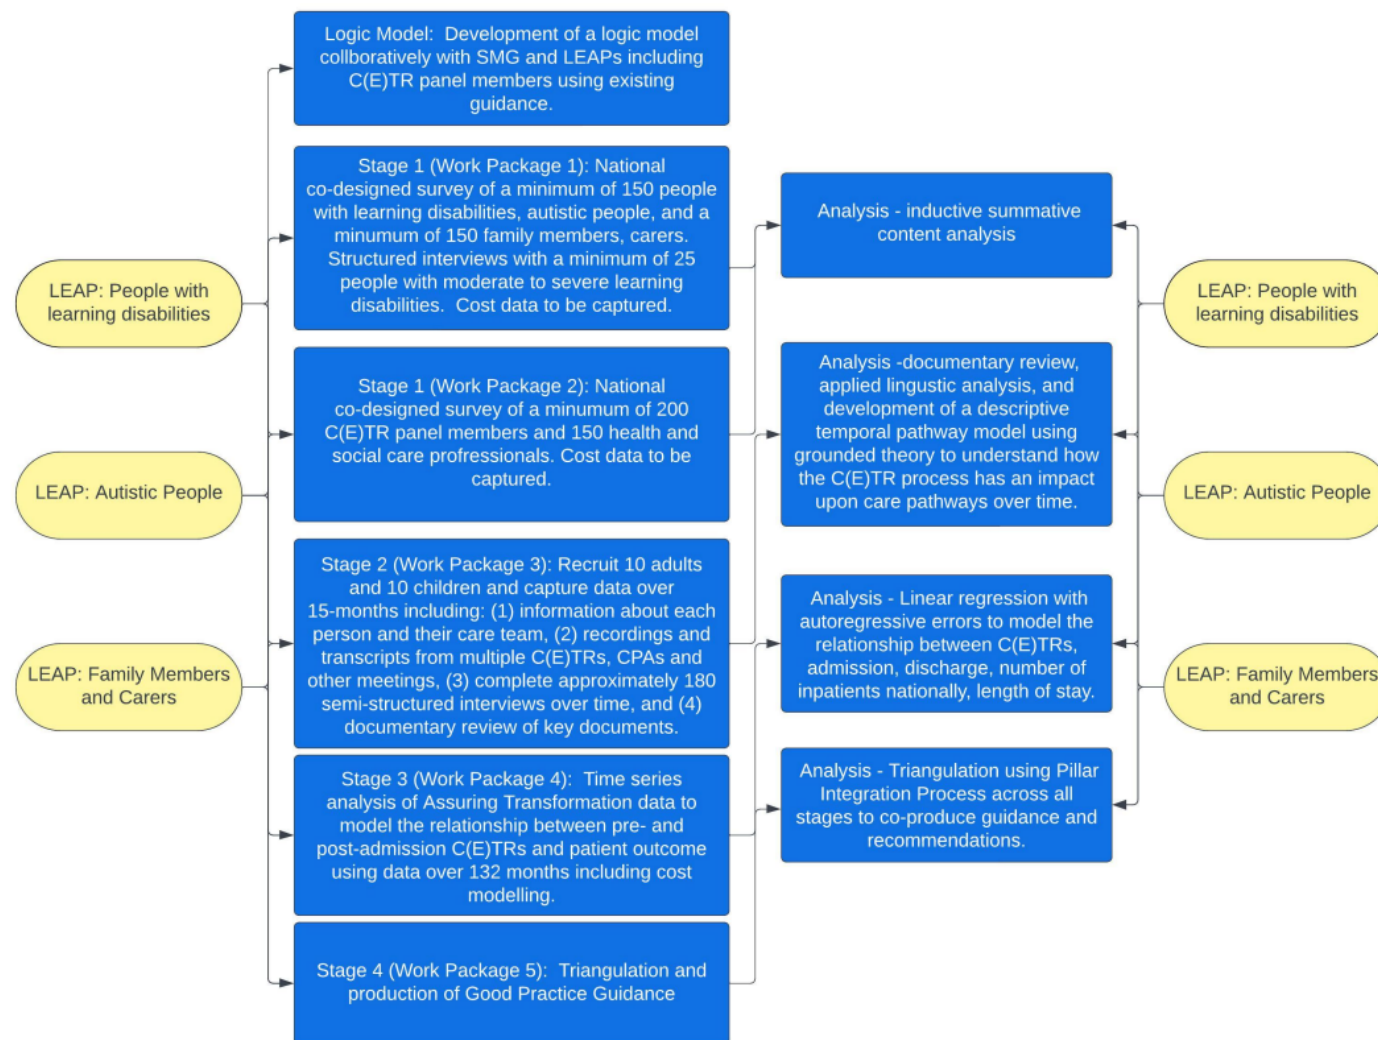 Logic Model:  Development of a logic model
collboratively with SMG and LEAPs including
C(E)TR panel members using existing
guidance.
Stage 1 (Work Package 1): National
co-designed survey of a minimum of 150 people
with learning disabilities, autistic people, and a
minumum of 150 family members, carers.
Structured interviews with a minimum of 25
people with moderate to severe learning
disabilities.  Cost data to be captured.
Stage 1 (Work Package 2): National
co-designed survey of a minumum of 200
C(E)TR panel members and 150 health and
social care profressionals. Cost data to be
captured.
Stage 2 (Work Package 3): Recruit 10 adults
and 10 children and capture data over
15-months including: (1) information about each
person and their care team, (2) recordings and
transcripts from multiple C(E)TRs, CPAs and
other meetings, (3) complete approximately 180
semi-structured interviews over time, and (4)
documentary review of key documents.
Stage 3 (Work Package 4):  Time series
analysis of Assuring Transformation data to
model the relationship between pre- and
post-admission C(E)TRs and patient outcome
using data over 132 months including cost
modelling.
Stage 4 (Work Package 5):  Triangulation and
production of Good Practice Guidance
LEAP: People with
learning disabilities
LEAP: Autistic People
LEAP: Family Members
and Carers
Analysis - inductive summative
content analysis
Analysis -documentary review,
applied lingustic analysis, and
development of a descriptive
temporal pathway model using
grounded theory to understand how
the C(E)TR process has an impact
upon care pathways over time.
Analysis - Linear regression with
autoregressive errors to model the
relationship between C(E)TRs,
admission, discharge, number of
inpatients nationally, length of stay.
Analysis - Triangulation using Pillar
Integration Process across all
stages to co-produce guidance and
recommendations.
LEAP: People with
learning disabilities
LEAP: Autistic People
LEAP: Family Members
and Carers